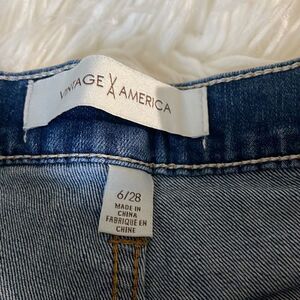 VINTAGE AMERICA
6/28
MADE IN
CHINA
FABRIQUÉ EN
CHINE